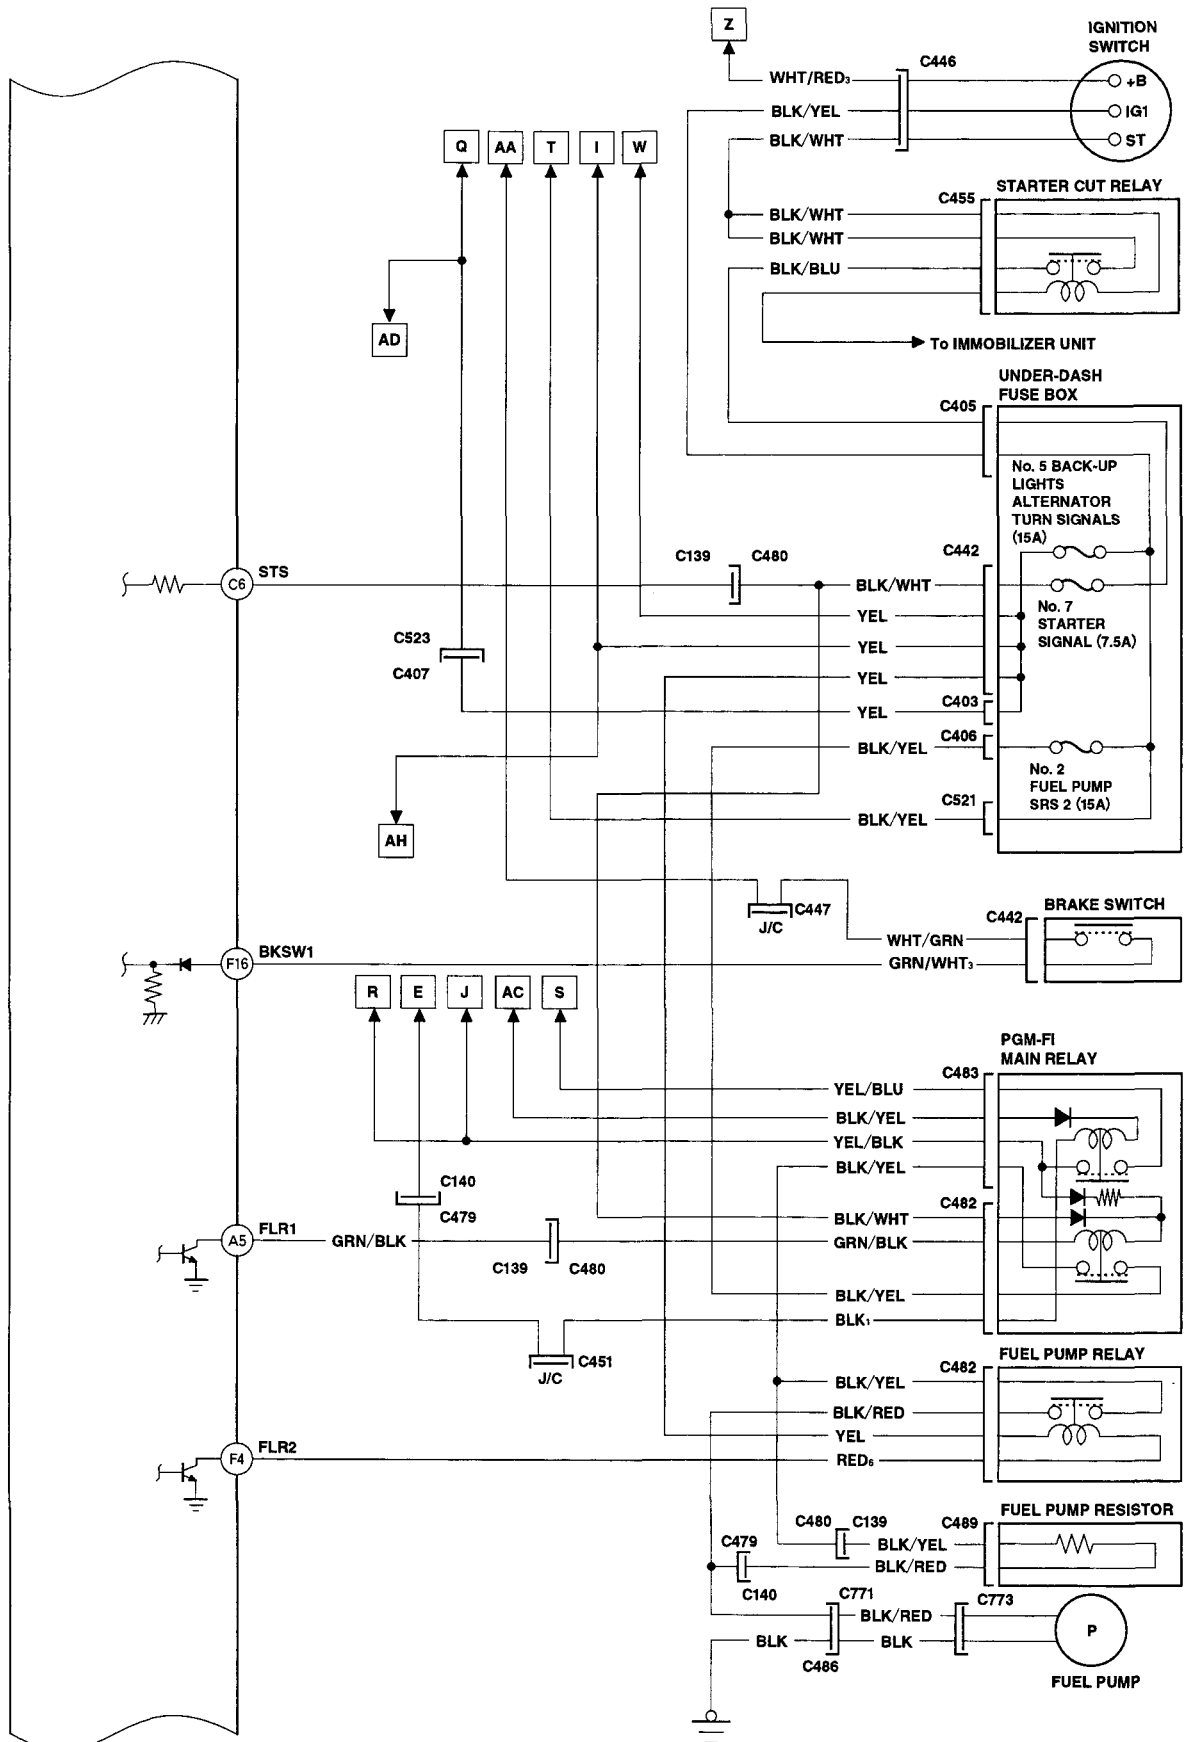 Z
IGNITION
SWITCH
C446
WHT/RED₃
+B
BLK/YEL
IG1
BLK/WHT
ST
Q
AA
T
I
W
STARTER CUT RELAY
C455
BLK/WHT
BLK/WHT
BLK/BLU
AD
To IMMOBILIZER UNIT
UNDER-DASH
FUSE BOX
C405
No. 5 BACK-UP
LIGHTS
ALTERNATOR
TURN SIGNALS
(15A)
C139
C480
C442
C6
STS
BLK/WHT
YEL
No. 7
STARTER
SIGNAL (7.5A)
C523
C407
YEL
YEL
C403
YEL
C406
BLK/YEL
No. 2
FUEL PUMP
SRS 2 (15A)
C521
BLK/YEL
AH
C447
J/C
BRAKE SWITCH
C442
WHT/GRN
F16
BKSW1
GRN/WHT₃
R
E
J
AC
S
PGM-FI
MAIN RELAY
C483
YEL/BLU
BLK/YEL
YEL/BLK
BLK/YEL
C140
C479
C482
BLK/WHT
A5
FLR1
GRN/BLK
GRN/BLK
C139
C480
BLK/YEL
BLK₁
C451
J/C
FUEL PUMP RELAY
C482
BLK/YEL
BLK/RED
YEL
F4
FLR2
RED₆
FUEL PUMP RESISTOR
C480
C139
C489
BLK/YEL
C479
BLK/RED
C140
C771
C773
BLK/RED
P
BLK
BLK
C486
FUEL PUMP